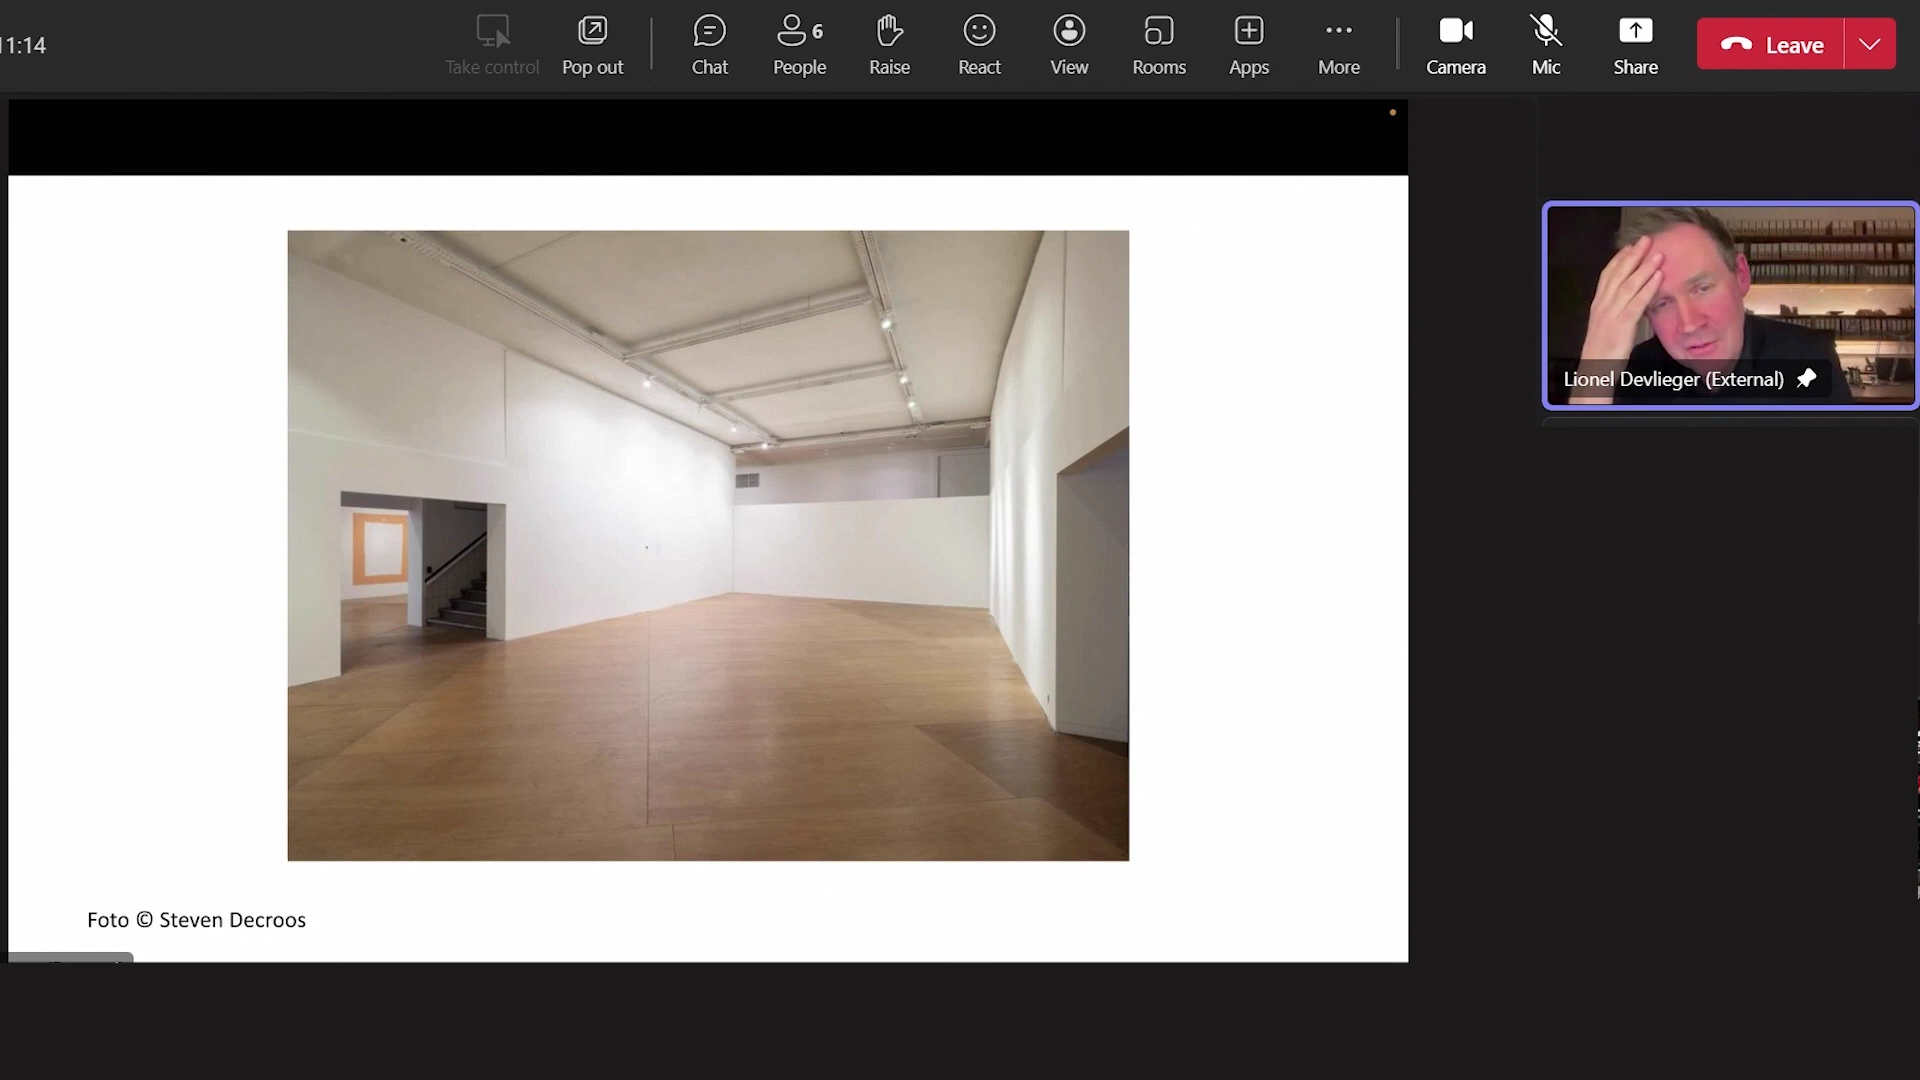 11:14
Take control
Pop out
Chat
People
6
Raise
React
View
Rooms
Apps
More
Camera
Mic
Share
Leave
Lionel Devlieger (External)
Foto © Steven Decroos